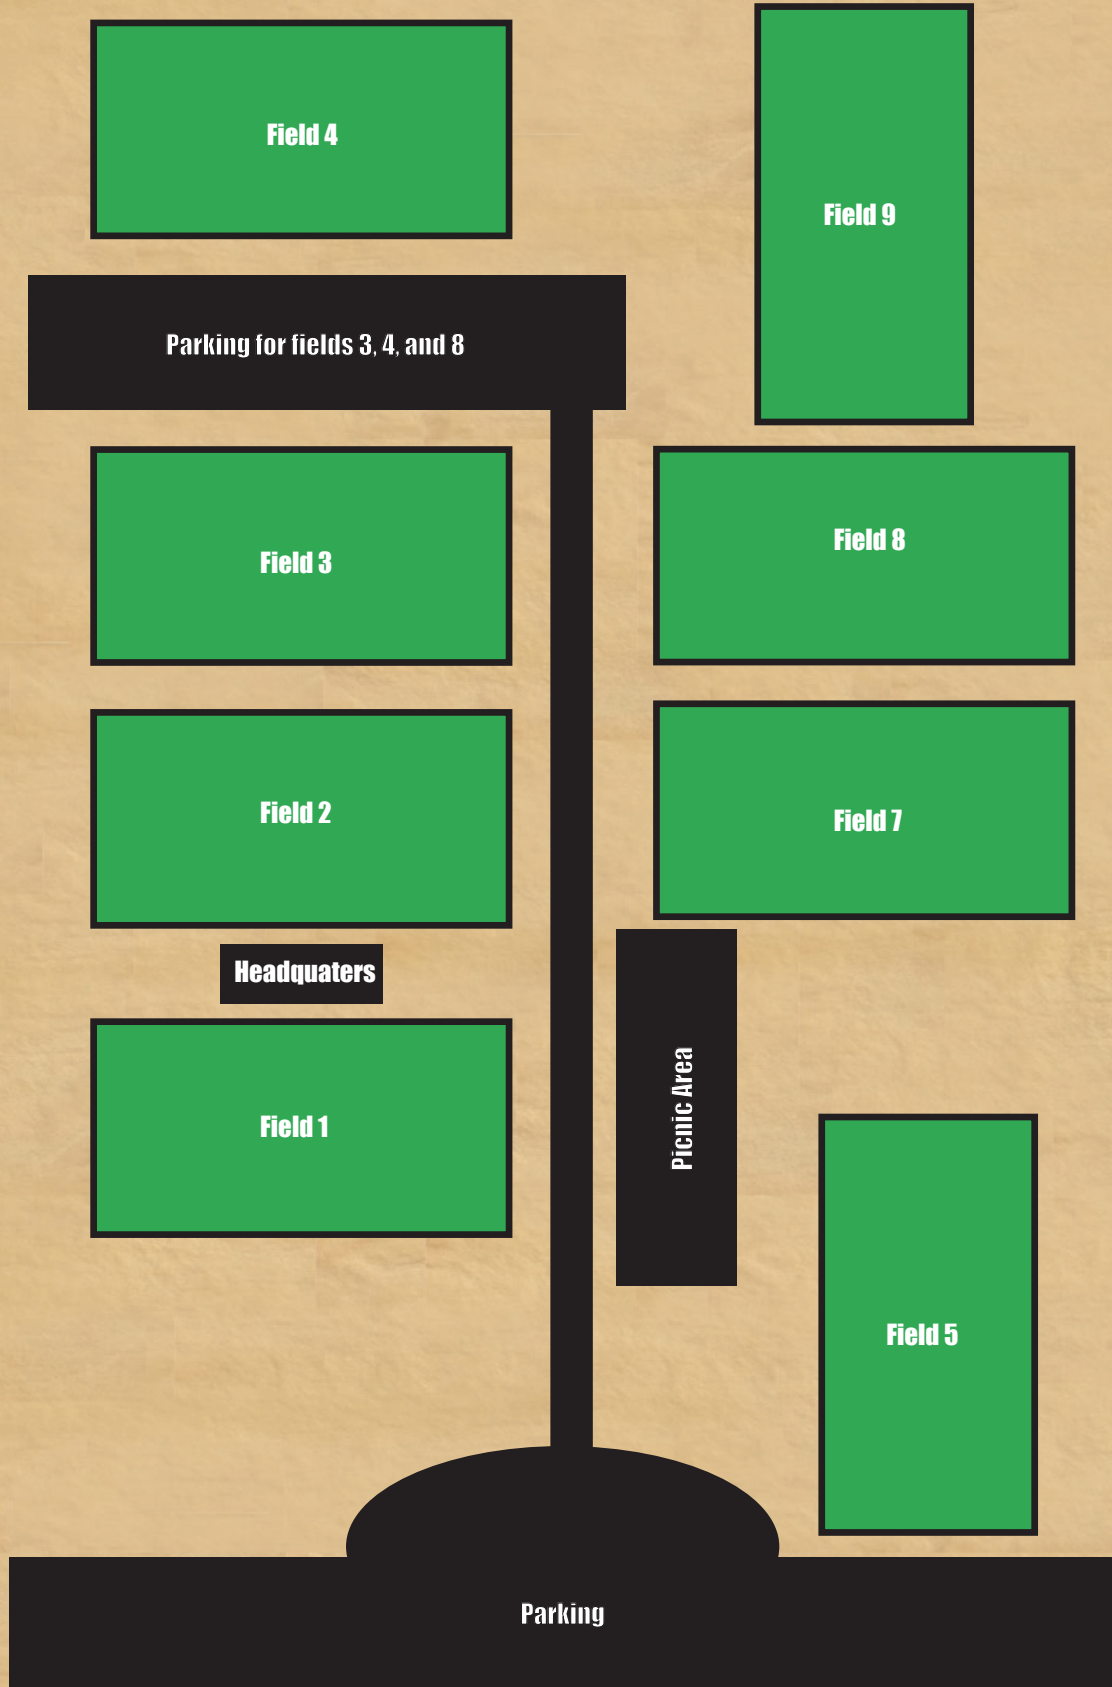 Field 4
Field 9
Parking for fields 3, 4, and 8
Field 3
Field 8
Field 2
Field 7
Headquaters
Field 1
Picnic Area
Field 5
Parking